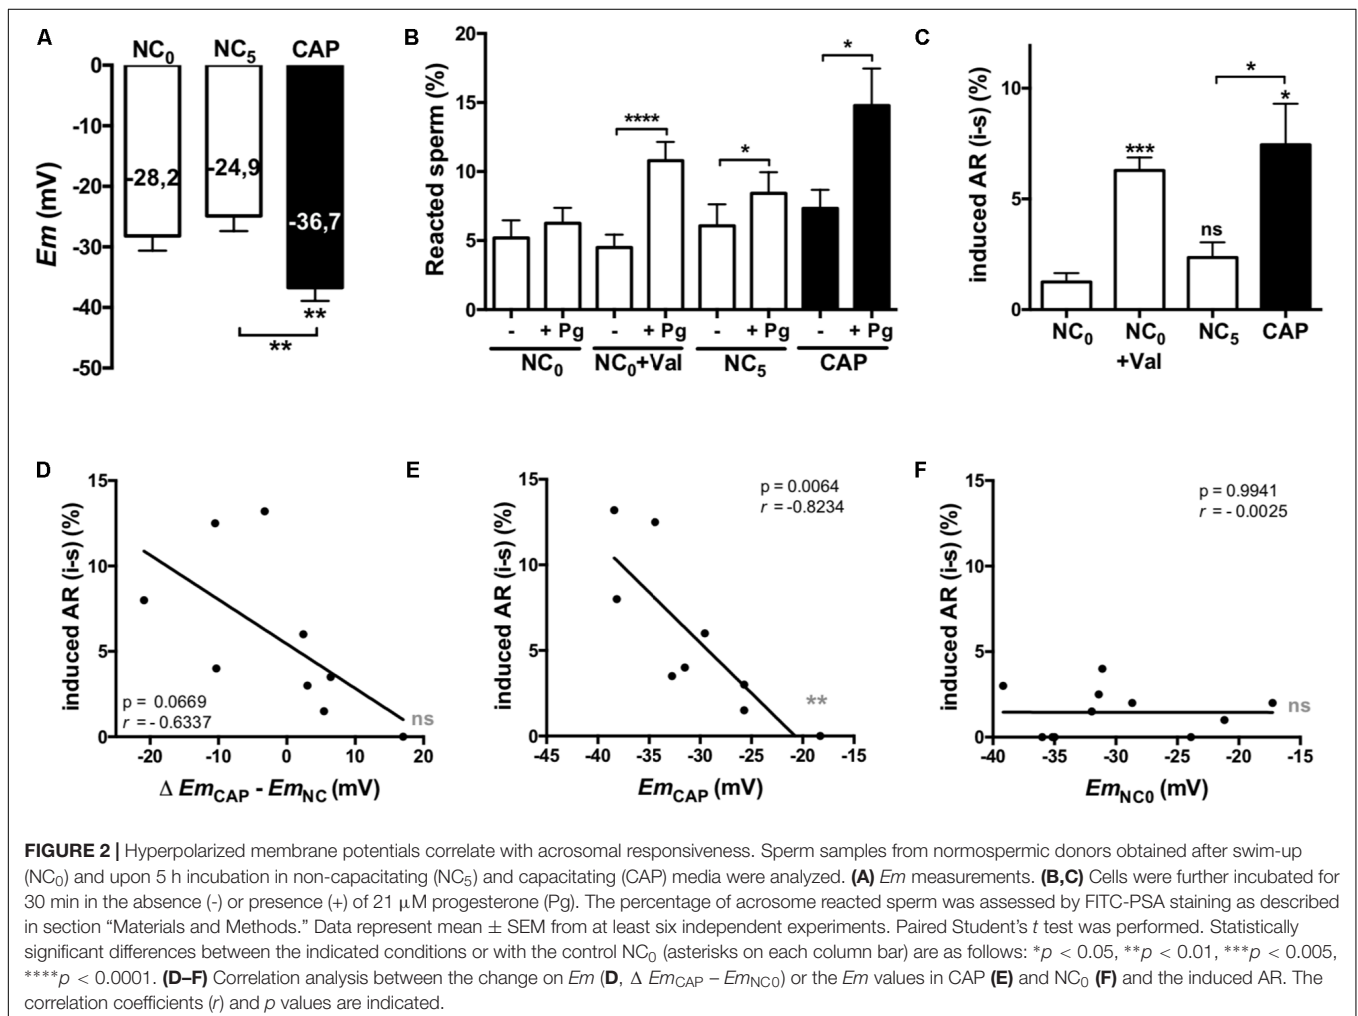 A
NC0 NC5 CAP
0
-10
-20
-30
-40
-50
Em (mV)
-28,2
-24,9
-36,7
**
**
B
20
15
10
5
0
Reacted sperm (%)
****
*
*
- + Pg - + Pg - + Pg - + Pg
NC0 NC0+Val NC5 CAP
C
10
5
0
induced AR (i-s) (%)
***
ns
*
*
NC0 NC0 NC5 CAP
+Val
D
15
10
5
0
induced AR (i-s) (%)
p = 0.0669
r = - 0.6337
ns
-20 -10 0 10 20
Δ EmCAP - EmNC (mV)
E
15
10
5
0
induced AR (i-s) (%)
p = 0.0064
r = -0.8234
**
-45 -40 -35 -30 -25 -20 -15
EmCAP (mV)
F
15
10
5
0
induced AR (i-s) (%)
p = 0.9941
r = - 0.0025
ns
-40 -35 -30 -25 -20 -15
EmNC0 (mV)
FIGURE 2 | Hyperpolarized membrane potentials correlate with acrosomal responsiveness. Sperm samples from normospermic donors obtained after swim-up
(NC0) and upon 5 h incubation in non-capacitating (NC5) and capacitating (CAP) media were analyzed. (A) Em measurements. (B,C) Cells were further incubated for
30 min in the absence (-) or presence (+) of 21 μM progesterone (Pg). The percentage of acrosome reacted sperm was assessed by FITC-PSA staining as described
in section “Materials and Methods.” Data represent mean ± SEM from at least six independent experiments. Paired Student’s t test was performed. Statistically
significant differences between the indicated conditions or with the control NC0 (asterisks on each column bar) are as follows: *p < 0.05, **p < 0.01, ***p < 0.005,
****p < 0.0001. (D–F) Correlation analysis between the change on Em (D, Δ EmCAP – EmNC0) or the Em values in CAP (E) and NC0 (F) and the induced AR. The
correlation coefficients (r) and p values are indicated.